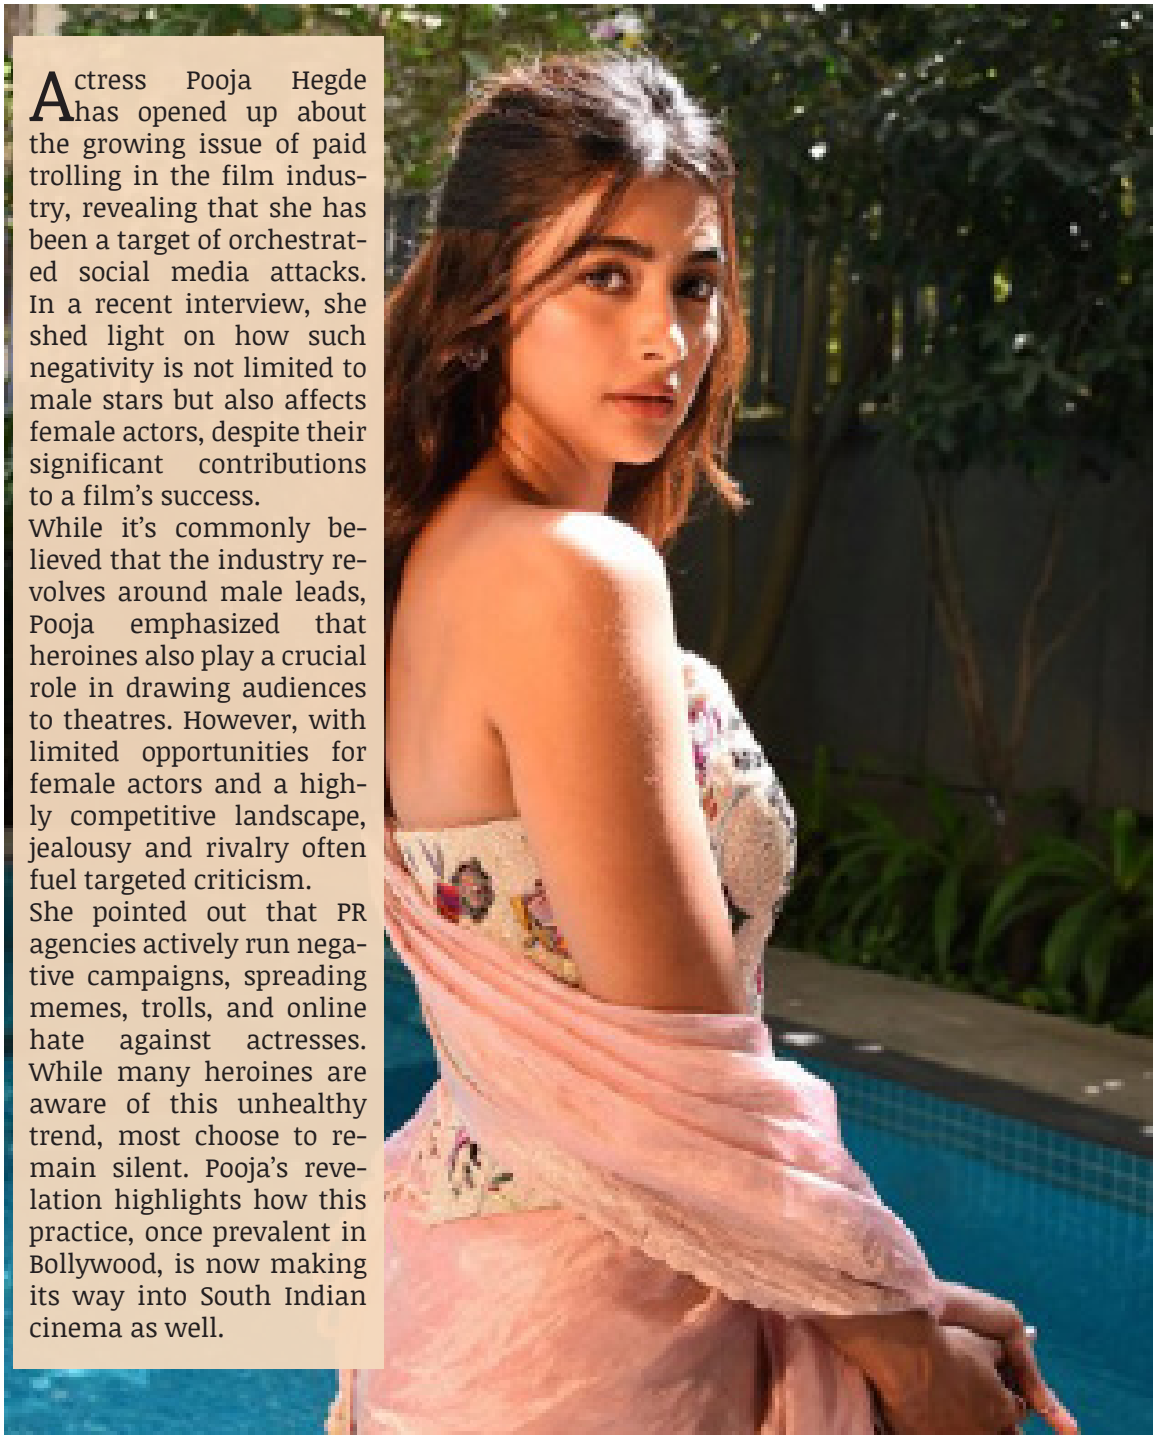 Actress Pooja Hegde
has opened up about
the growing issue of paid
trolling in the film indus-
try, revealing that she has
been a target of orchestrat-
ed social media attacks.
In a recent interview, she
shed light on how such
negativity is not limited to
male stars but also affects
female actors, despite their
significant contributions
to a film’s success.
While it’s commonly be-
lieved that the industry re-
volves around male leads,
Pooja emphasized that
heroines also play a crucial
role in drawing audiences
to theatres. However, with
limited opportunities for
female actors and a high-
ly competitive landscape,
jealousy and rivalry often
fuel targeted criticism.
She pointed out that PR
agencies actively run nega-
tive campaigns, spreading
memes, trolls, and online
hate against actresses.
While many heroines are
aware of this unhealthy
trend, most choose to re-
main silent. Pooja’s reve-
lation highlights how this
practice, once prevalent in
Bollywood, is now making
its way into South Indian
cinema as well.